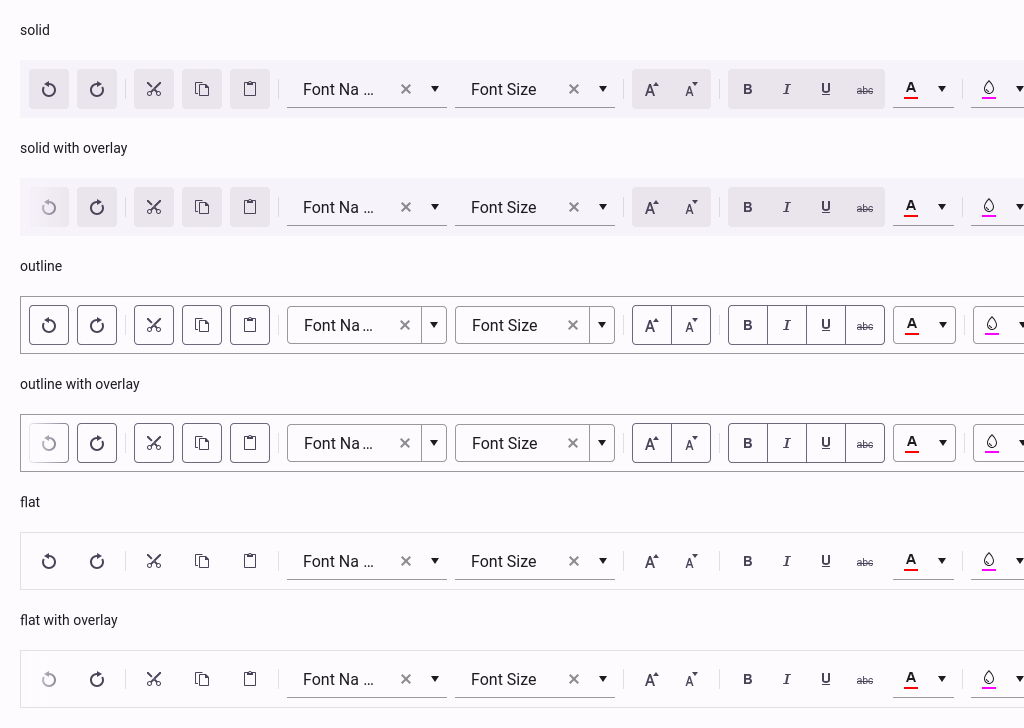 solid
Font Na ... Font Size A A B I U abc A
solid with overlay
Font Na ... Font Size A A B I U abc A
outline
Font Na ... Font Size A A B I U abc A
outline with overlay
Font Na ... Font Size A A B I U abc A
flat
Font Na ... Font Size A A B I U abc A
flat with overlay
Font Na ... Font Size A A B I U abc A